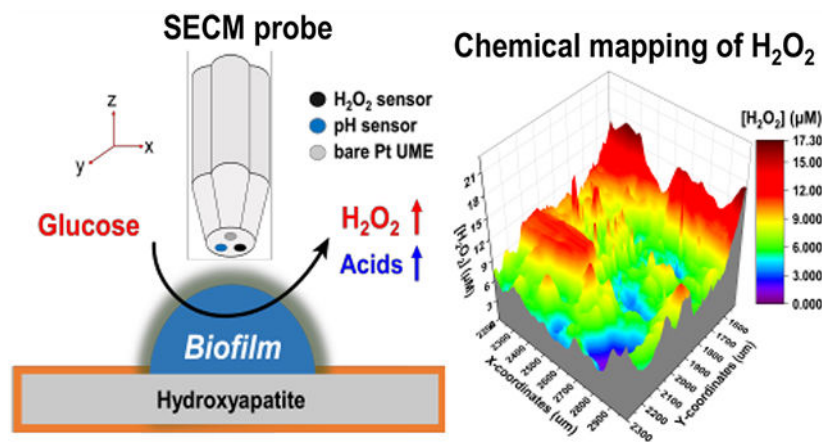 SECM probe
H₂O₂ sensor
pH sensor
bare Pt UME
z
x
y
Glucose
H₂O₂ ↑
Acids ↑
Biofilm
Hydroxyapatite
Chemical mapping of H₂O₂
[H₂O₂] (µM)
17.30
15.00
12.00
9.000
6.000
3.000
0.000
[H₂O₂] (µM)
21
18
15
12
9
6
3
2300
2400
2500
2600
2700
2800
2900
X-coordinates (um)
1600
1700
1800
1900
2000
2100
2200
2300
Y-coordinates (um)